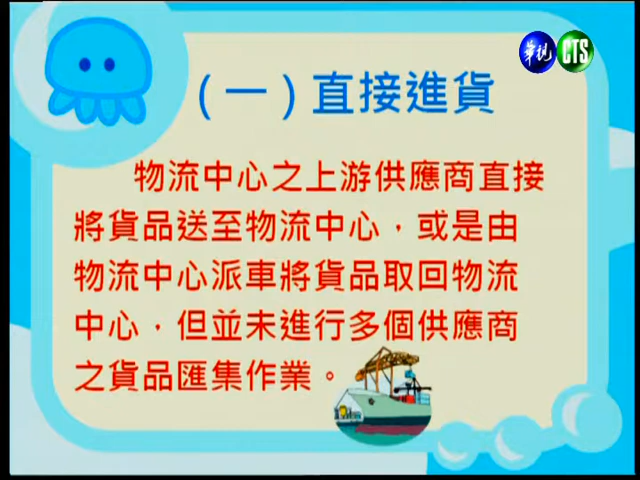 華視 CTS
(一)直接進貨
物流中心之上游供應商直接
將貨品送至物流中心，或是由
物流中心派車將貨品取回物流
中心，但並未進行多個供應商
之貨品匯集作業。